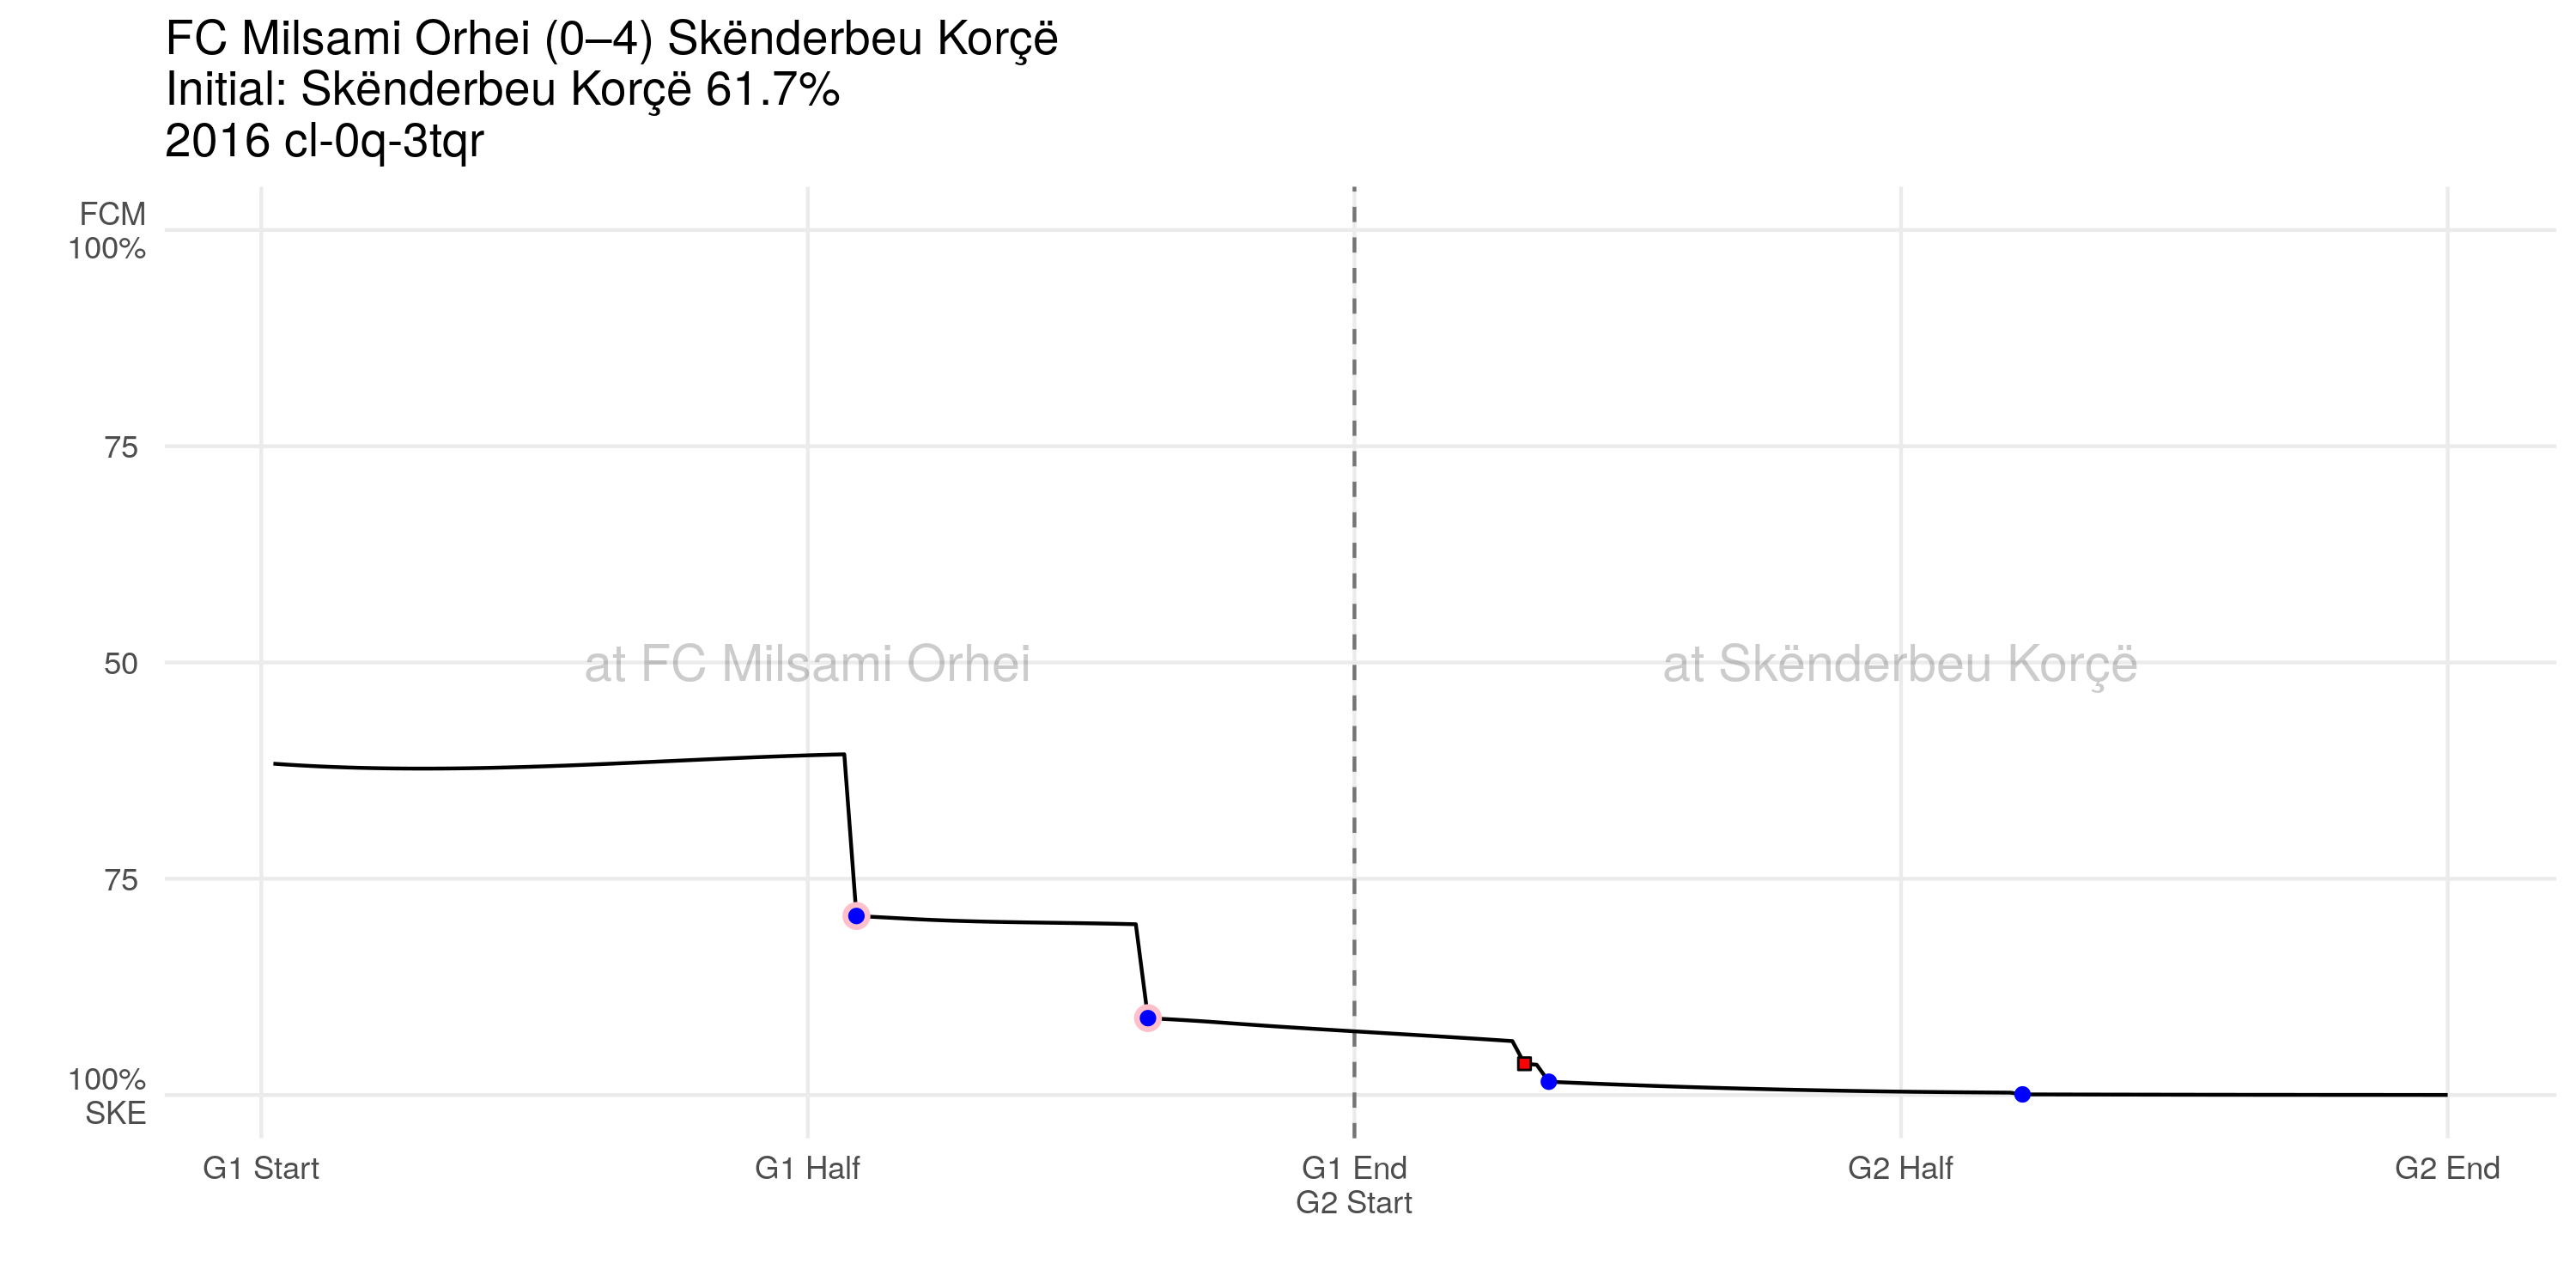 FC Milsami Orhei (0–4) Skënderbeu Korçë
Initial: Skënderbeu Korçë 61.7%
2016 cl-0q-3tqr
FCM
100%
75
50
75
100%
SKE
at FC Milsami Orhei
at Skënderbeu Korçë
G1 Start
G1 Half
G1 End
G2 Start
G2 Half
G2 End